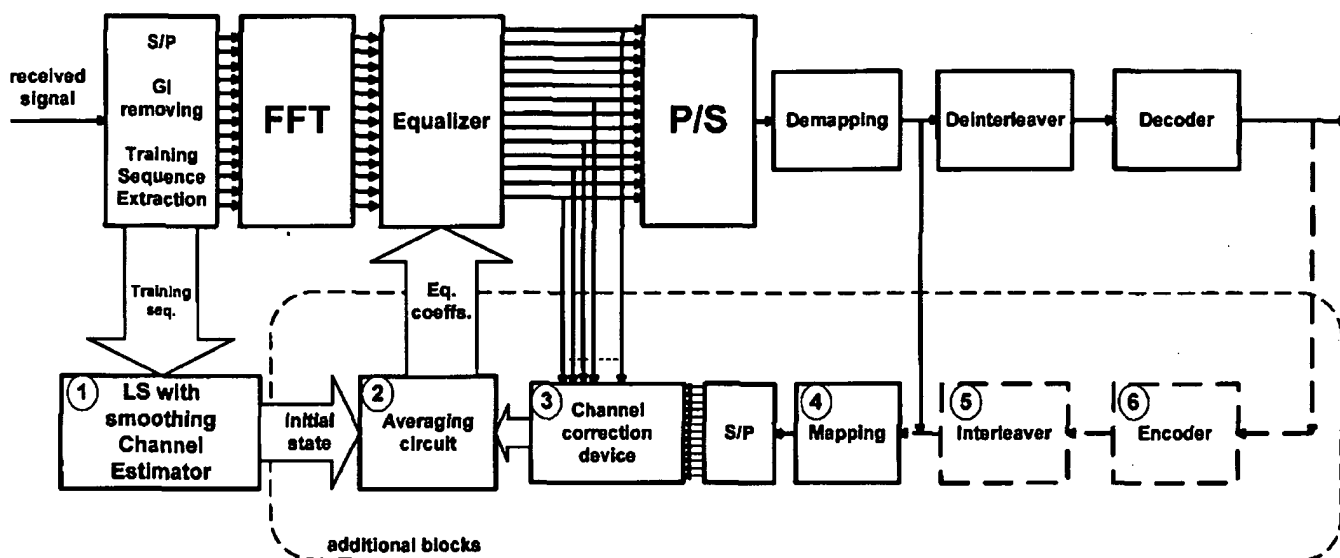 received
signal
S/P
GI
removing
Training
Sequence
Extraction
FFT
Equalizer
P/S
Demapping
Deinterleaver
Decoder
Training
seq.
Eq.
coeffs.
1
LS with
smoothing
Channel
Estimator
Initial
state
2
Averaging
circuit
3
Channel
correction
device
S/P
4
Mapping
5
Interleaver
6
Encoder
additional blocks